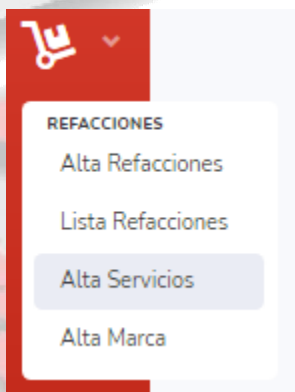 REFACCIONES
Alta Refacciones
Lista Refacciones
Alta Servicios
Alta Marca